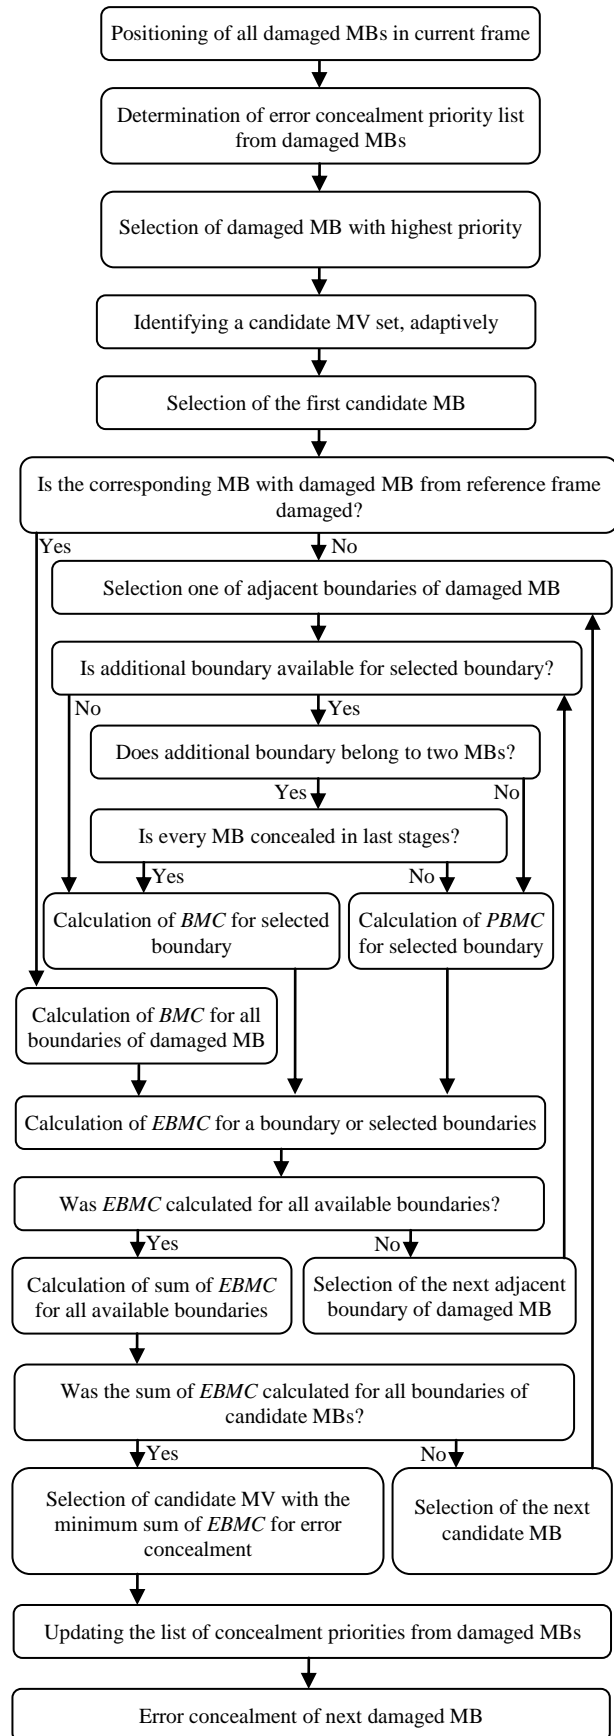 Positioning of all damaged MBs in current frame
Determination of error concealment priority list
from damaged MBs
Selection of damaged MB with highest priority
Identifying a candidate MV set, adaptively
Selection of the first candidate MB
Is the corresponding MB with damaged MB from reference frame
damaged?
Yes
No
Selection one of adjacent boundaries of damaged MB
Is additional boundary available for selected boundary?
No
Yes
Does additional boundary belong to two MBs?
Yes
No
Is every MB concealed in last stages?
Yes
No
Calculation of BMC for selected
boundary
Calculation of PBMC
for selected boundary
Calculation of BMC for all
boundaries of damaged MB
Calculation of EBMC for a boundary or selected boundaries
Was EBMC calculated for all available boundaries?
Yes
No
Calculation of sum of EBMC
for all available boundaries
Selection of the next adjacent
boundary of damaged MB
Was the sum of EBMC calculated for all boundaries of
candidate MBs?
Yes
No
Selection of candidate MV with the
minimum sum of EBMC for error
concealment
Selection of the next
candidate MB
Updating the list of concealment priorities from damaged MBs
Error concealment of next damaged MB